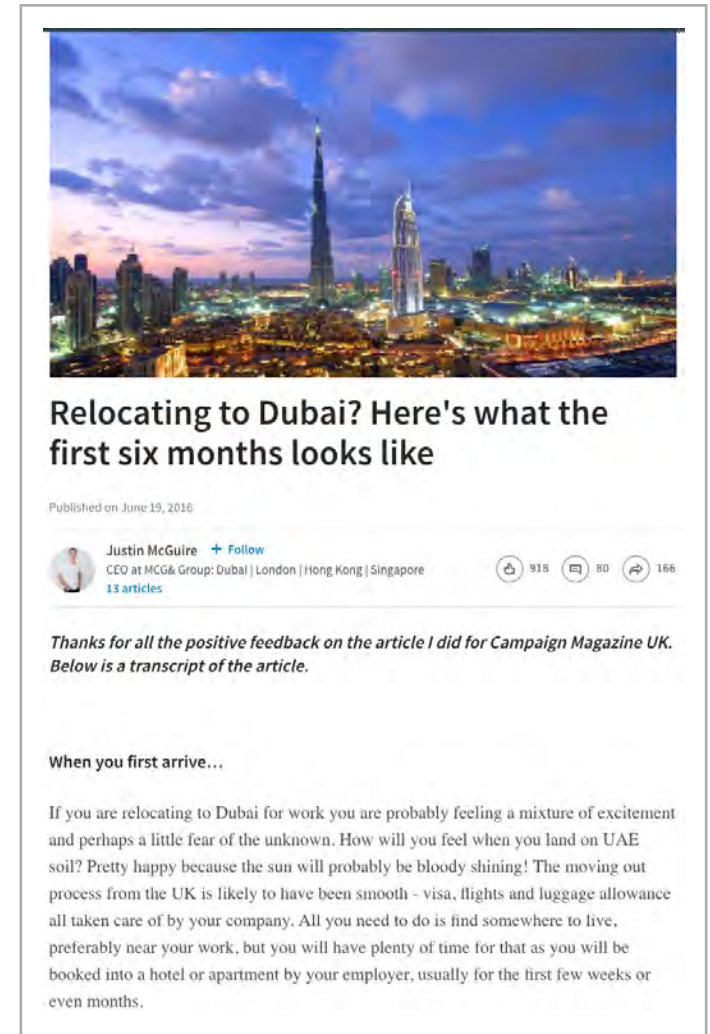 Relocating to Dubai? Here's what the
first six months looks like
Published on June 19, 2016
Justin McGuire + Follow
CEO at MCG& Group: Dubai | London | Hong Kong | Singapore
13 articles
918
80
166
Thanks for all the positive feedback on the article I did for Campaign Magazine UK.
Below is a transcript of the article.
When you first arrive…
If you are relocating to Dubai for work you are probably feeling a mixture of excitement
and perhaps a little fear of the unknown. How will you feel when you land on UAE
soil? Pretty happy because the sun will probably be bloody shining! The moving out
process from the UK is likely to have been smooth - visa, flights and luggage allowance
all taken care of by your company. All you need to do is find somewhere to live,
preferably near your work, but you will have plenty of time for that as you will be
booked into a hotel or apartment by your employer, usually for the first few weeks or
even months.